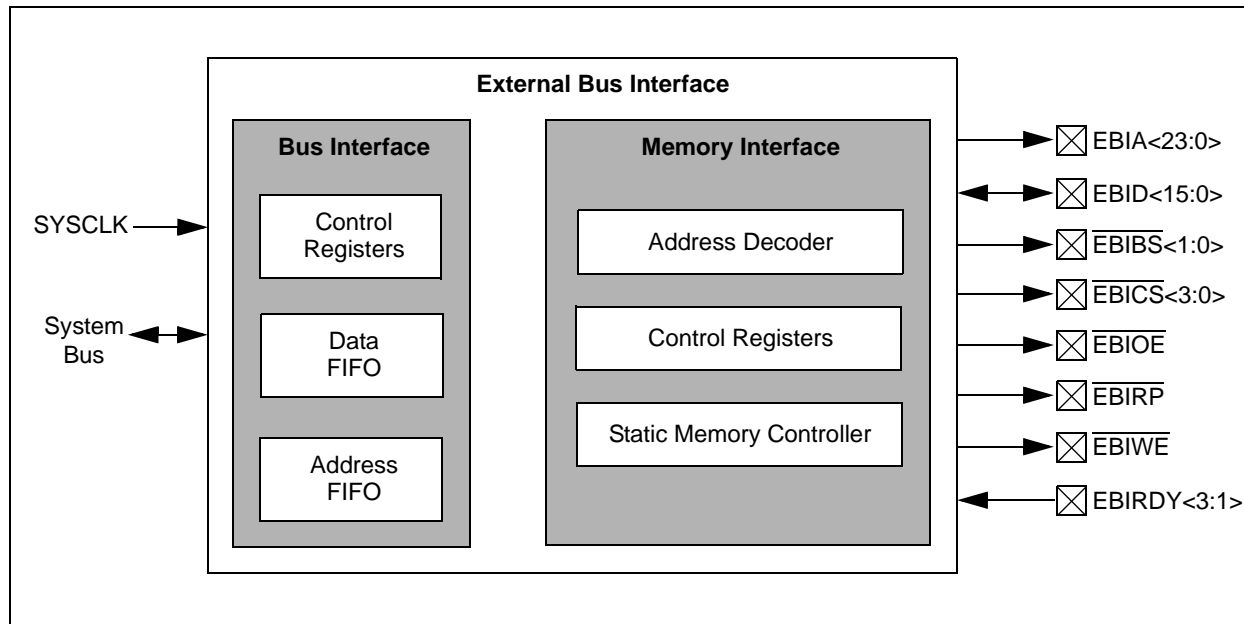 External Bus Interface
Bus Interface
Control
Registers
Data
FIFO
Address
FIFO
Memory Interface
Address Decoder
Control Registers
Static Memory Controller
SYSCLK
System
Bus
EBIA<23:0>
EBID<15:0>
EBIBS<1:0>
EBICS<3:0>
EBIOE
EBIRP
EBIWE
EBIRDY<3:1>